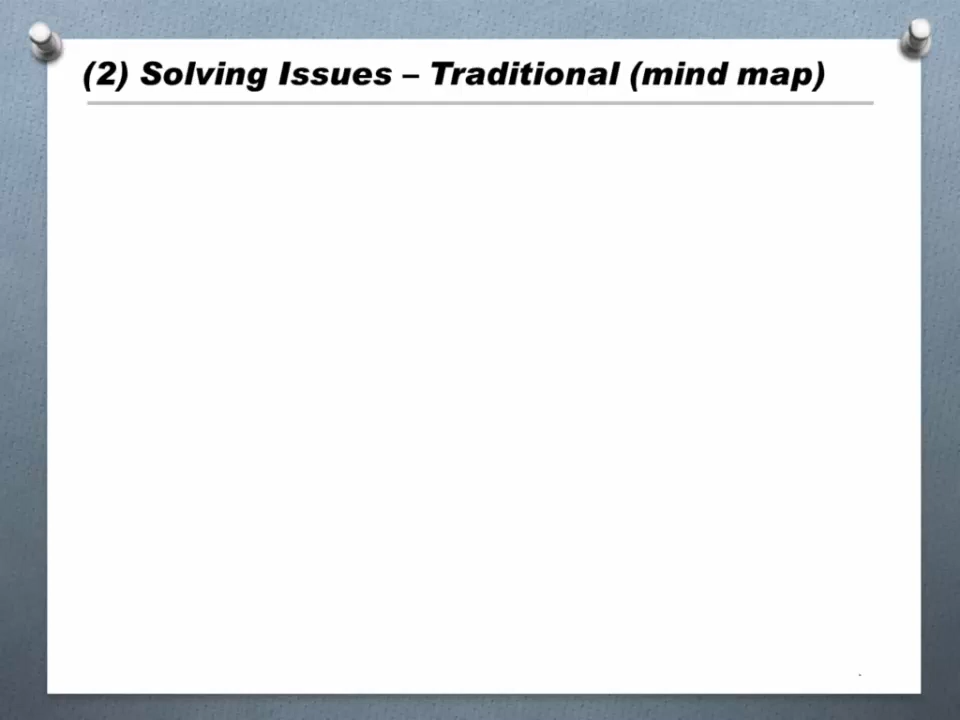 (2) Solving Issues – Traditional (mind map)